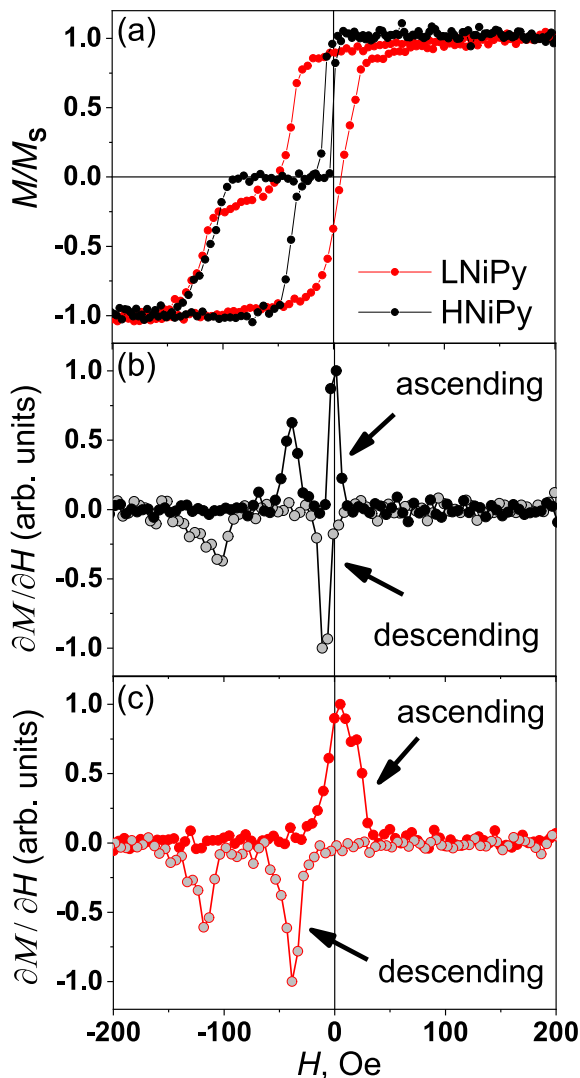 (a)
1.0
0.5
0.0
-0.5
-1.0
M/MS
LNiPy
HNiPy
(b)
1.0
0.5
0.0
-0.5
-1.0
∂M/∂H (arb. units)
ascending
descending
(c)
1.0
0.5
0.0
-0.5
-1.0
∂M/∂H (arb. units)
ascending
descending
-200 -100 0 100 200
H, Oe